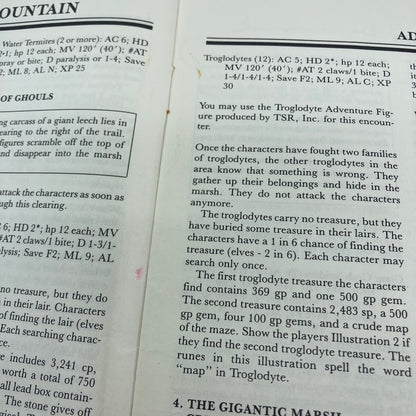 OUNTAIN
Water Termites (2 or more): AC 6; HD
2+1; hp 12 each; MV 120' (40'); #AT
pray or bite; D paralysis or 1-4; Save
2; ML 8; AL N; XP 25
OF GHOULS
ng carcass of a giant leech lies in
earing to the right of the trail.
figures scramble off the top of
nd disappear into the marsh
attack the characters as soon as
ugh this clearing.
C 6; HD 2*; hp 12 each; MV
#AT 2 claws/1 bite; D 1-3/1-
alysis; Save F2; ML 9; AL
no treasure, but they do
in their lair. Characters
of finding the lair (elves
Each searching charac-
ce.
re includes 3,241 cp,
worth a total of 750
all lead box contain-
The stone gives off
AD
Troglodytes (12): AC 5; HD 2*; hp 12 each;
MV 120' (40'); #AT 2 claws/1 bite; D
1-4/1-4/1-4; Save F2; ML 9; AL C; XP
30
You may use the Troglodyte Adventure Fig-
ure produced by TSR, Inc. for this encoun-
ter.
Once the characters have fought two families
of troglodytes, the other troglodytes in the
area know that something is wrong. They
gather up their belongings and hide in the
marsh. They do not attack the characters
anymore.
The troglodytes carry no treasure, but they
have buried some treasure in their lairs. The
characters have a 1 in 6 chance of finding the
treasure (elves - 2 in 6). Each character may
search only once.
The first troglodyte treasure the characters
find contains 369 gp and one 500 gp gem.
The second treasure contains 2,483 sp, a 500
gp gem, four 100 gp gems, and a crude map
of the maze. Show the players Illustration 2 if
they find the second troglodyte treasure. The
runes in this illustration spell the word
"map" in Troglodyte.
4. THE GIGANTIC MARSH